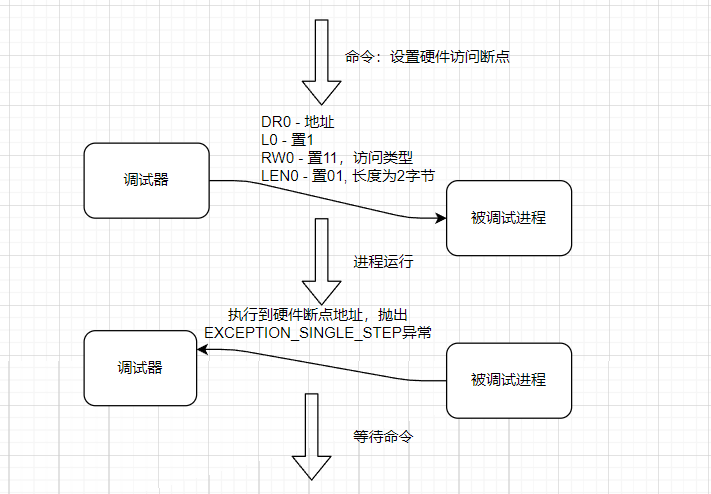 命令：设置硬件访问断点
DR0 - 地址
L0 - 置1
RW0 - 置11，访问类型
LEN0 - 置01, 长度为2字节
调试器
被调试进程
进程运行
执行到硬件断点地址，抛出
EXCEPTION_SINGLE_STEP异常
调试器
被调试进程
等待命令